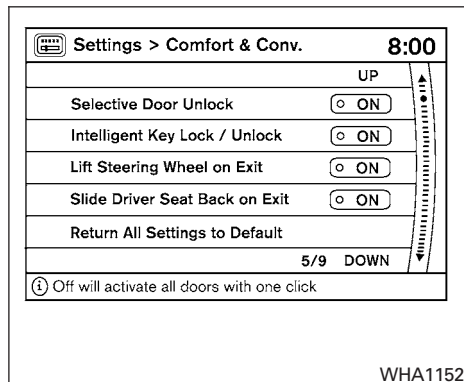 Settings > Comfort & Conv. 8:00
UP
Selective Door Unlock ON
Intelligent Key Lock / Unlock ON
Lift Steering Wheel on Exit ON
Slide Driver Seat Back on Exit ON
Return All Settings to Default
5/9 DOWN
Off will activate all doors with one click
WHA1152